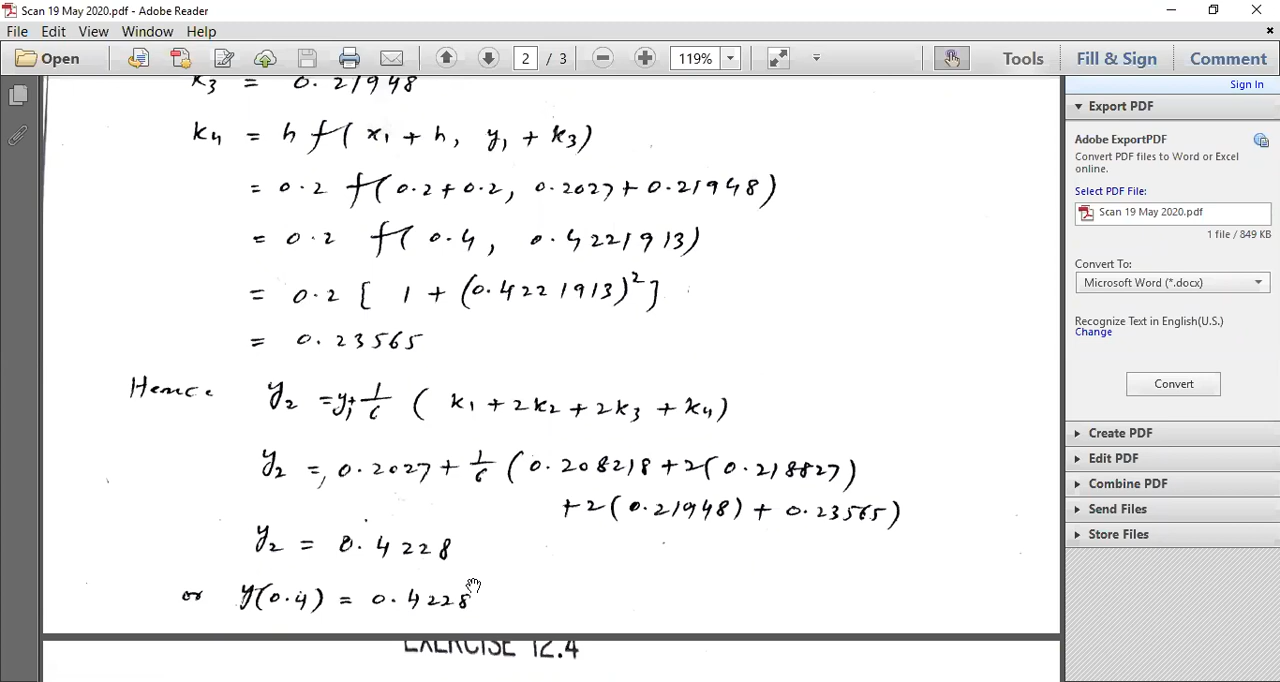 Scan 19 May 2020.pdf - Adobe Reader
File Edit View Window Help
Open 2 / 3 119% Tools Fill & Sign Comment
Sign In
Export PDF
Adobe ExportPDF
Convert PDF files to Word or Excel
online.
Select PDF File:
Scan 19 May 2020.pdf
1 file / 849 KB
Convert To:
Microsoft Word (*.docx)
Recognize Text in English(U.S.)
Change
Convert
Create PDF
Edit PDF
Combine PDF
Send Files
Store Files
K3 = 0.21948
K4 = h f( x1 + h, y1 + k3)
= 0.2 f(0.2+0.2, 0.2027+0.21948)
= 0.2 f( 0.4, 0.4221913)
= 0.2 [ 1 + (0.4221913)²]
= 0.23565
Hence y2 = y1 + 1/6 ( K1 + 2K2 + 2K3 + K4)
y2 = 0.2027 + 1/6 (0.208218 + 2(0.218827)
+ 2(0.21948) + 0.23565)
y2 = 0.4228
or y(0.4) = 0.4228
EXERCISE 12.4